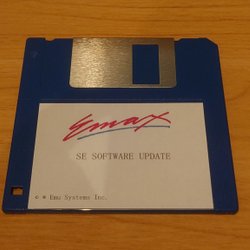 Emax
SE SOFTWARE UPDATE
© ® Emu Systems Inc.